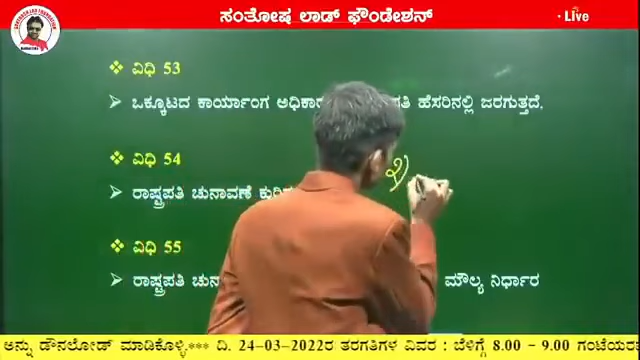 ಸಂತೋಷ ಲಾಡ್ ಫೌಂಡೇಶನ್
Live
ವಿಧಿ 53
ಒಕ್ಕೂಟದ ಕಾರ್ಯಾಂಗ ಹೆಸರಿನಲ್ಲಿ ಜರಗುತ್ತದೆ.
ವಿಧಿ 54
ರಾಷ್ಟ್ರಪತಿ ಚುನಾವಣೆ
ವಿಧಿ 55
ರಾಷ್ಟ್ರಪತಿ ಮೌಲ್ಯ ನಿರ್ಧಾರ
ಅನ್ನು ಡೌನಲೋಡ್ ಮಾಡಿಕೊಳ್ಳಿ.*** ದಿ. 24-03-2022ರ ತರಗತಿಗಳ ವಿವರ : ಬೆಳಿಗ್ಗೆ 8.00 - 9.00